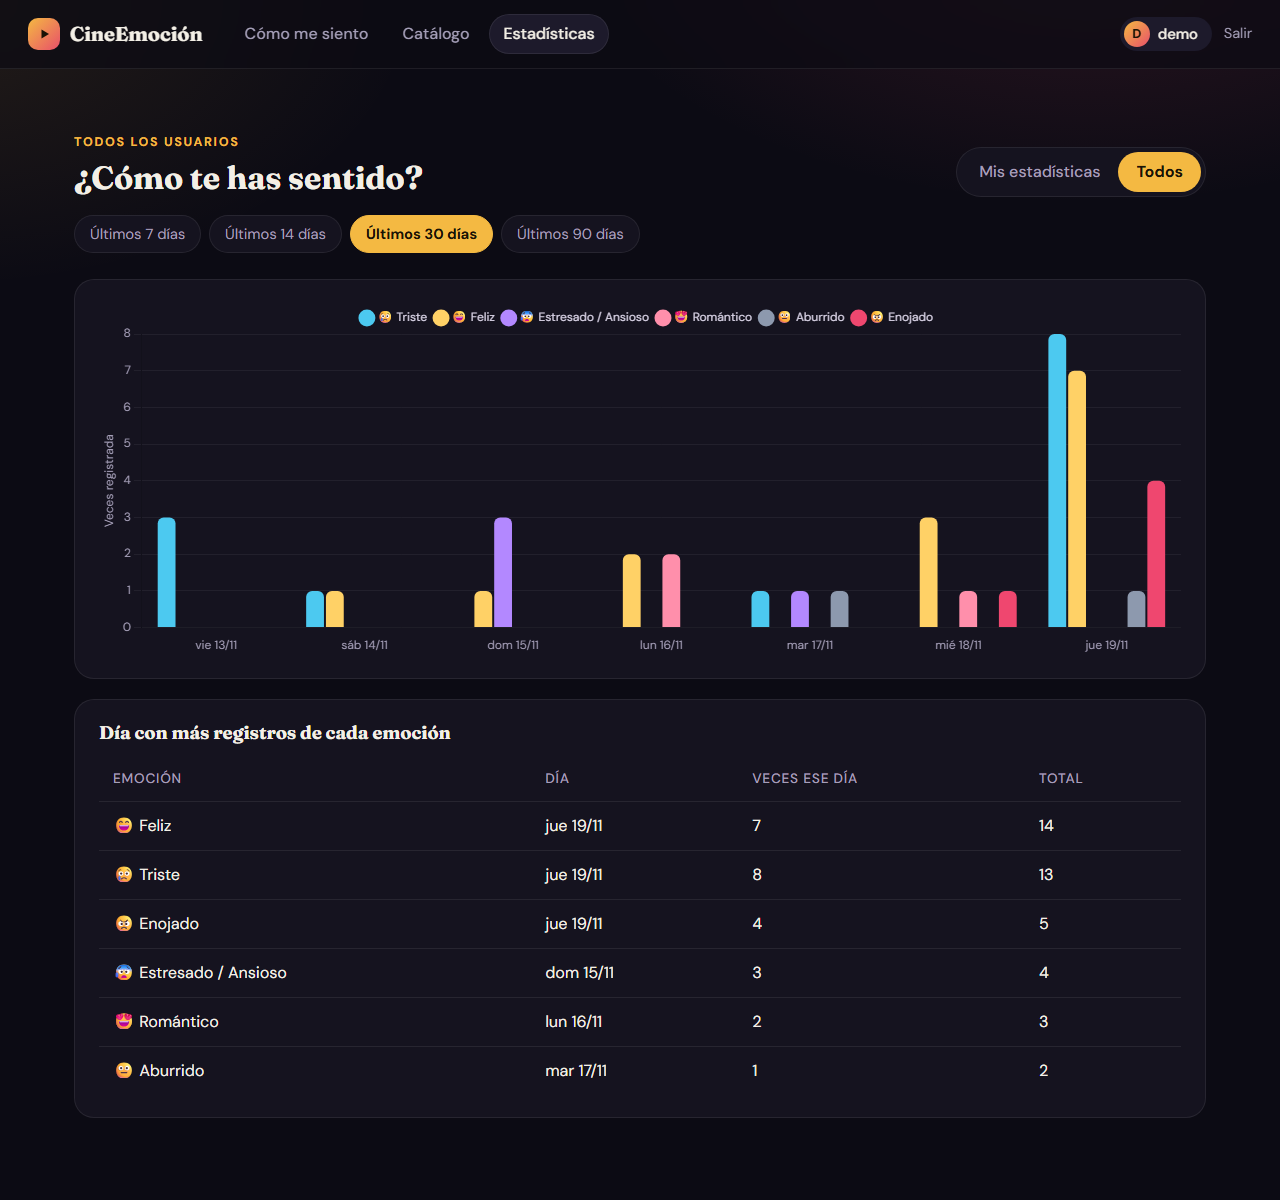 CineEmoción
Cómo me siento
Catálogo
Estadísticas
D
demo
Salir
TODOS LOS USUARIOS
¿Cómo te has sentido?
Mis estadísticas
Todos
Últimos 7 días
Últimos 14 días
Últimos 30 días
Últimos 90 días
Triste
Feliz
Estresado / Ansioso
Romántico
Aburrido
Enojado
Veces registrada
8
7
6
5
4
3
2
1
0
vie 13/11
sáb 14/11
dom 15/11
lun 16/11
mar 17/11
mié 18/11
jue 19/11
Día con más registros de cada emoción
EMOCIÓN DÍA VECES ESE DÍA TOTAL
Feliz jue 19/11 7 14
Triste jue 19/11 8 13
Enojado jue 19/11 4 5
Estresado / Ansioso dom 15/11 3 4
Romántico lun 16/11 2 3
Aburrido mar 17/11 1 2